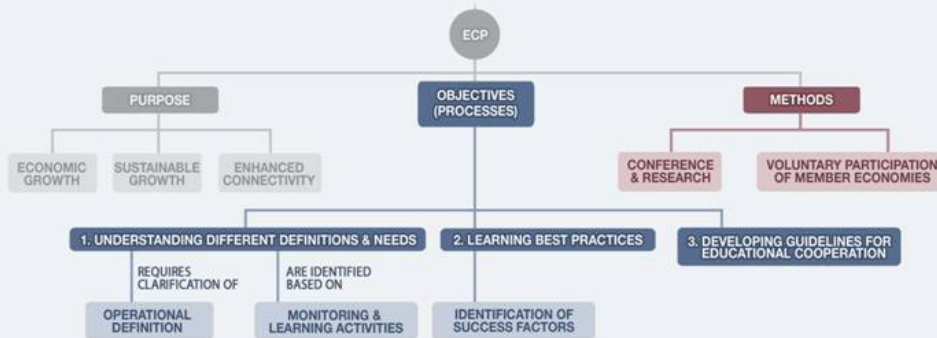 ECP
PURPOSE
OBJECTIVES
(PROCESSES)
METHODS
ECONOMIC
GROWTH
SUSTAINABLE
GROWTH
ENHANCED
CONNECTIVITY
CONFERENCE
& RESEARCH
VOLUNTARY PARTICIPATION
OF MEMBER ECONOMIES
1. UNDERSTANDING DIFFERENT DEFINITIONS & NEEDS
2. LEARNING BEST PRACTICES
3. DEVELOPING GUIDELINES FOR
EDUCATIONAL COOPERATION
REQUIRES
CLARIFICATION OF
ARE IDENTIFIED
BASED ON
OPERATIONAL
DEFINITION
MONITORING &
LEARNING ACTIVITIES
IDENTIFICATION OF
SUCCESS FACTORS